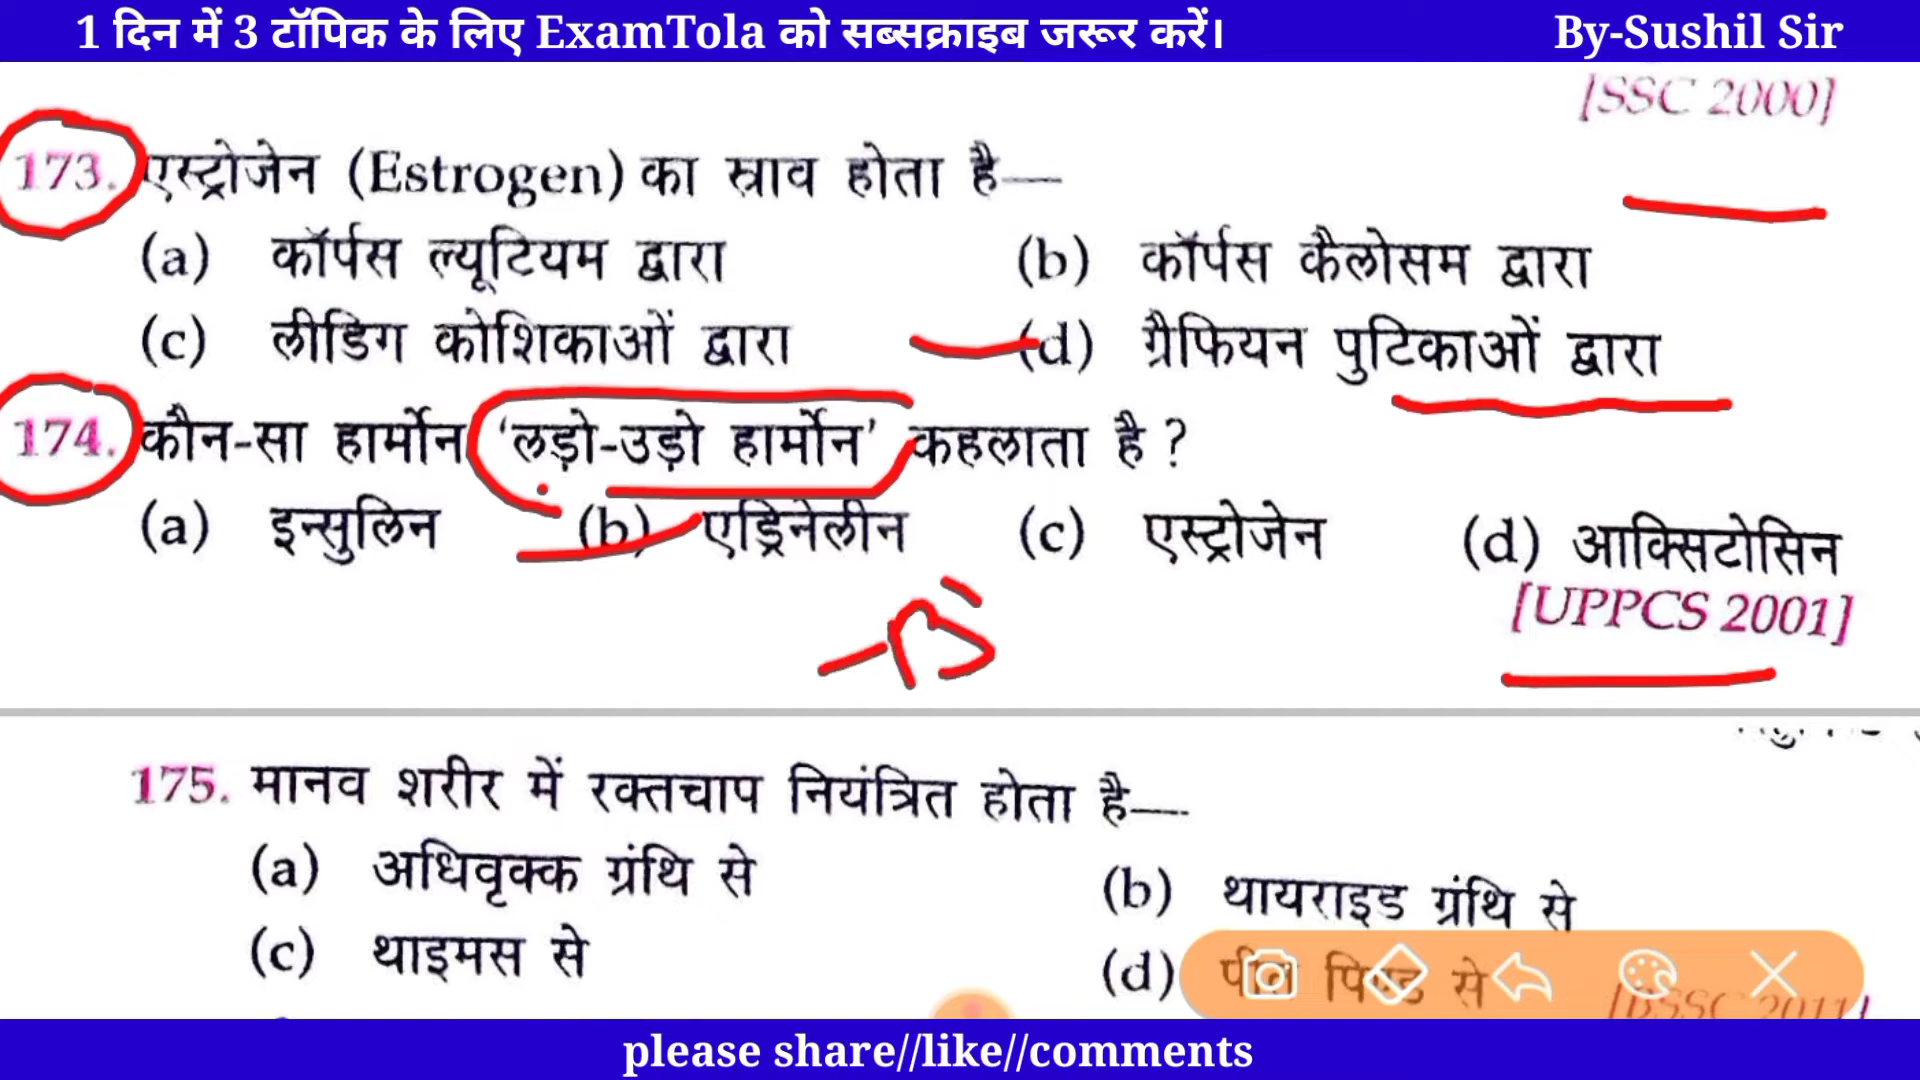 1 दिन में 3 टॉपिक के लिए ExamTola को सब्सक्राइब जरूर करें। By-Sushil Sir
[SSC 2000]
173. एस्ट्रोजेन (Estrogen) का स्राव होता है—
(a) कॉर्पस ल्यूटियम द्वारा (b) कॉर्पस कैलोसम द्वारा
(c) लीडिग कोशिकाओं द्वारा (d) ग्रैफियन पुटिकाओं द्वारा
174. कौन-सा हार्मोन 'लड़ो-उड़ो हार्मोन' कहलाता है ?
(a) इन्सुलिन (b) एड्रिनेलीन (c) एस्ट्रोजेन (d) आक्सिटोसिन
[UPPCS 2001]
175. मानव शरीर में रक्तचाप नियंत्रित होता है—
(a) अधिवृक्क ग्रंथि से (b) थायराइड ग्रंथि से
(c) थाइमस से (d) पीत पिण्ड से
please share//like//comments